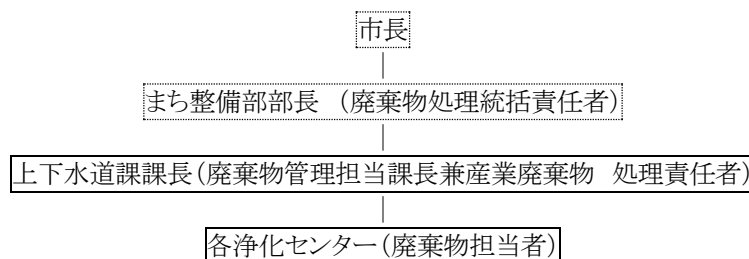 市長
まち整備部部長　（廃棄物処理統括責任者）
上下水道課課長（廃棄物管理担当課長兼産業廃棄物　処理責任者）
各浄化センター（廃棄物担当者）